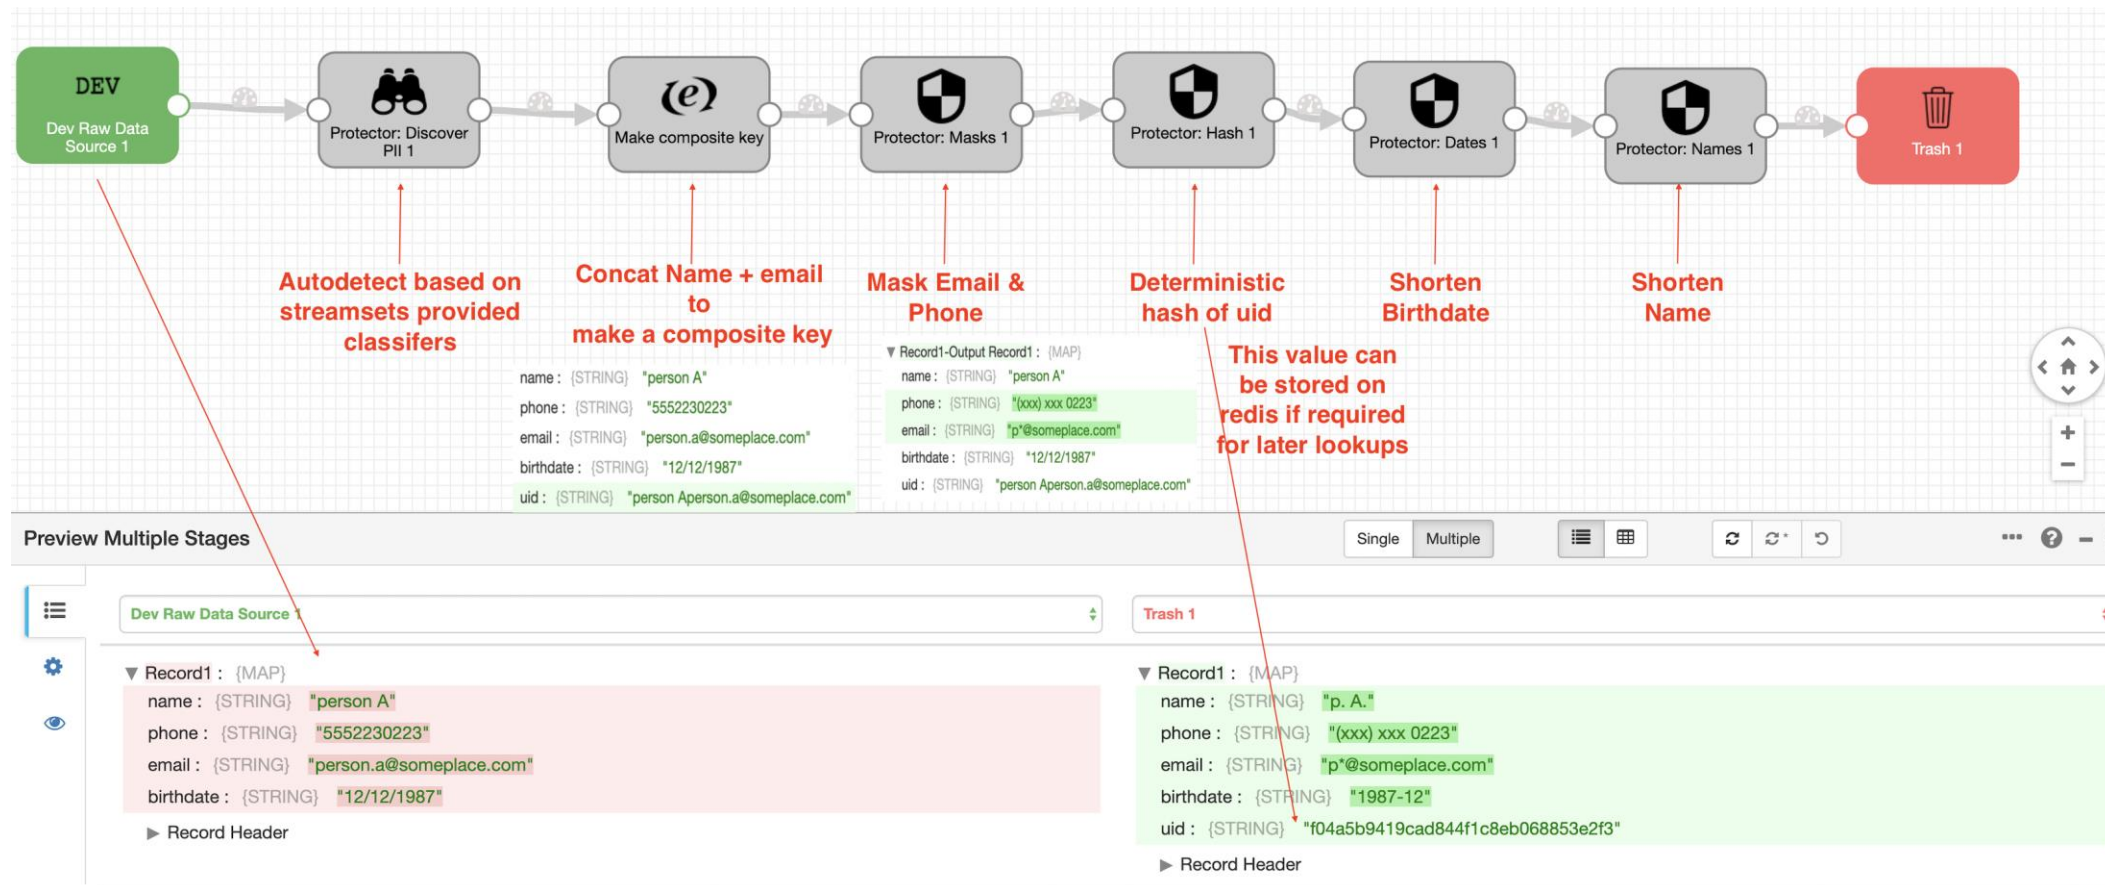 DEV
Dev Raw Data
Source 1
Protector: Discover
PII 1
(e)
Make composite key
Protector: Masks 1
Protector: Hash 1
Protector: Dates 1
Protector: Names 1
Trash 1
Autodetect based on
streamsets provided
classifers
Concat Name + email
to
make a composite key
Mask Email &
Phone
Deterministic
hash of uid
Shorten
Birthdate
Shorten
Name
This value can
be stored on
redis if required
for later lookups
name : {STRING} "person A"
phone : {STRING} "5552230223"
email : {STRING} "person.a@someplace.com"
birthdate : {STRING} "12/12/1987"
uid : {STRING} "person Aperson.a@someplace.com"
Record1-Output Record1 : {MAP}
name : {STRING} "person A"
phone : {STRING} "(xxx) xxx 0223"
email : {STRING} "p*@someplace.com"
birthdate : {STRING} "12/12/1987"
uid : {STRING} "person Aperson.a@someplace.com"
Preview Multiple Stages
Single
Multiple
Dev Raw Data Source 1
Record1 : {MAP}
name : {STRING} "person A"
phone : {STRING} "5552230223"
email : {STRING} "person.a@someplace.com"
birthdate : {STRING} "12/12/1987"
Record Header
Trash 1
Record1 : {MAP}
name : {STRING} "p. A."
phone : {STRING} "(xxx) xxx 0223"
email : {STRING} "p*@someplace.com"
birthdate : {STRING} "1987-12"
uid : {STRING} "f04a5b9419cad844f1c8eb068853e2f3"
Record Header